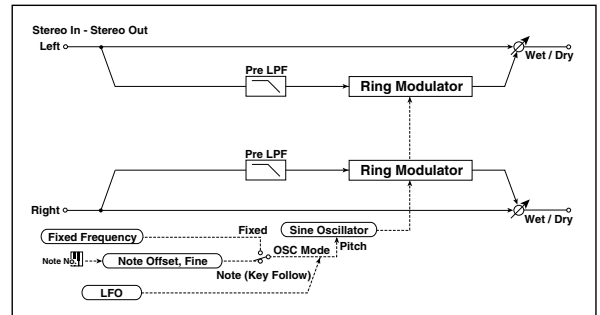 Stereo In - Stereo Out
Left
Wet / Dry
Pre LPF
Ring Modulator
Pre LPF
Ring Modulator
Right
Wet / Dry
Sine Oscillator
Fixed Frequency
Fixed
OSC Mode
Pitch
Note No.
Note Offset, Fine
Note (Key Follow)
LFO